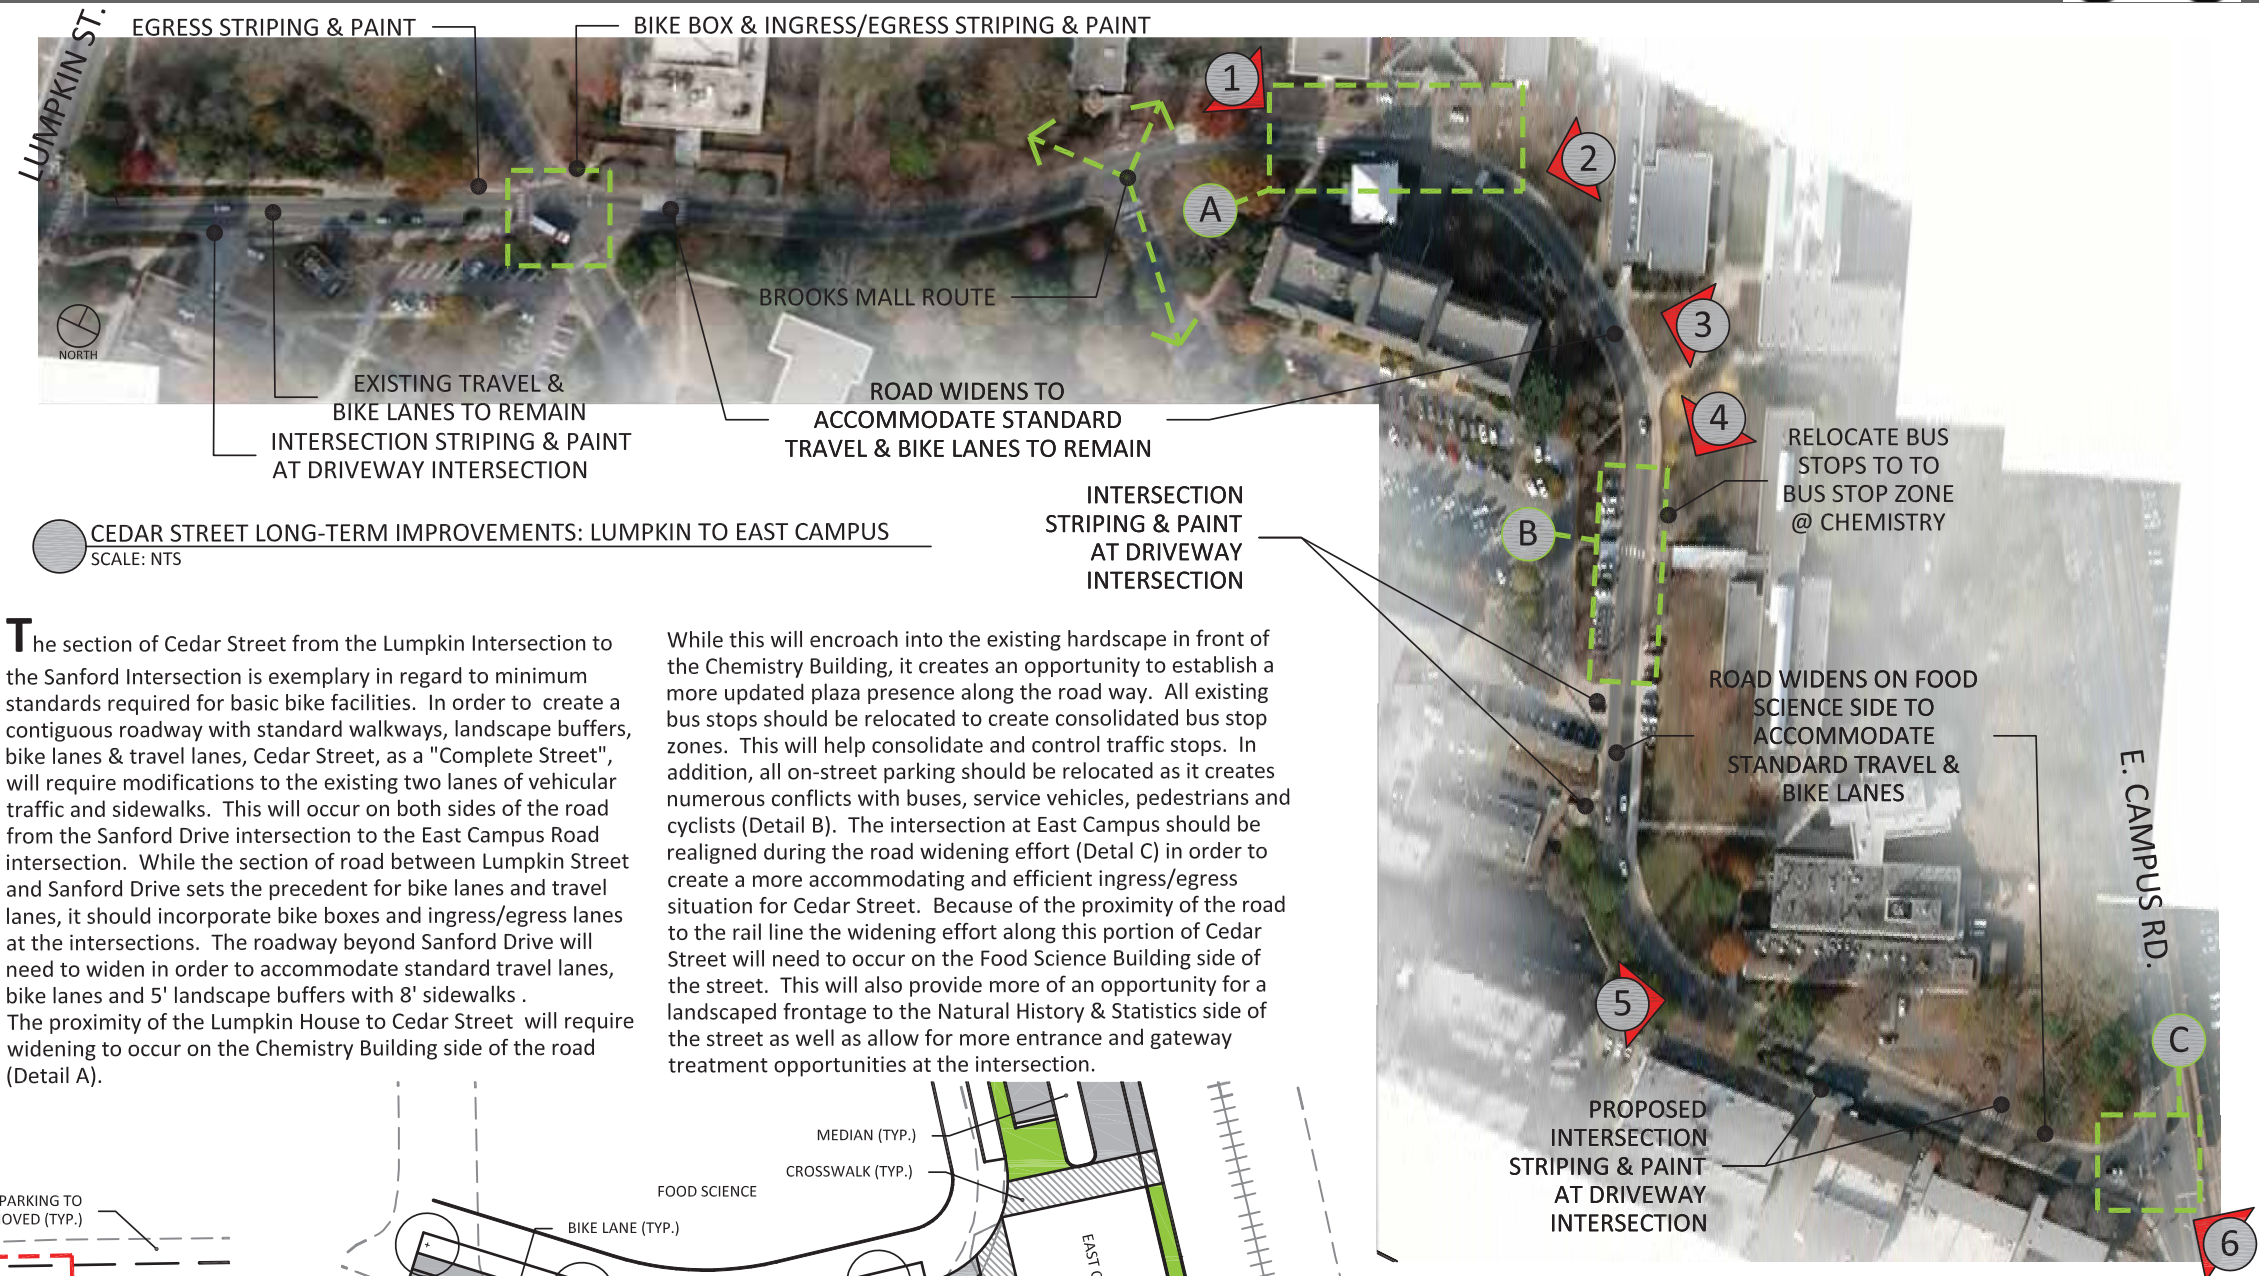 LUMPKIN ST.
EGRESS STRIPING & PAINT
BIKE BOX & INGRESS/EGRESS STRIPING & PAINT
1
2
A
BROOKS MALL ROUTE
NORTH
3
EXISTING TRAVEL &
BIKE LANES TO REMAIN
INTERSECTION STRIPING & PAINT
AT DRIVEWAY INTERSECTION
ROAD WIDENS TO
ACCOMMODATE STANDARD
TRAVEL & BIKE LANES TO REMAIN
4
RELOCATE BUS
STOPS TO TO
BUS STOP ZONE
@ CHEMISTRY
INTERSECTION
STRIPING & PAINT
AT DRIVEWAY
INTERSECTION
B
CEDAR STREET LONG-TERM IMPROVEMENTS: LUMPKIN TO EAST CAMPUS
SCALE: NTS
The section of Cedar Street from the Lumpkin Intersection to
the Sanford Intersection is exemplary in regard to minimum
standards required for basic bike facilities. In order to create a
contiguous roadway with standard walkways, landscape buffers,
bike lanes & travel lanes, Cedar Street, as a "Complete Street",
will require modifications to the existing two lanes of vehicular
traffic and sidewalks. This will occur on both sides of the road
from the Sanford Drive intersection to the East Campus Road
intersection. While the section of road between Lumpkin Street
and Sanford Drive sets the precedent for bike lanes and travel
lanes, it should incorporate bike boxes and ingress/egress lanes
at the intersections. The roadway beyond Sanford Drive will
need to widen in order to accommodate standard travel lanes,
bike lanes and 5' landscape buffers with 8' sidewalks .
The proximity of the Lumpkin House to Cedar Street will require
widening to occur on the Chemistry Building side of the road
(Detail A).
While this will encroach into the existing hardscape in front of
the Chemistry Building, it creates an opportunity to establish a
more updated plaza presence along the road way. All existing
bus stops should be relocated to create consolidated bus stop
zones. This will help consolidate and control traffic stops. In
addition, all on-street parking should be relocated as it creates
numerous conflicts with buses, service vehicles, pedestrians and
cyclists (Detail B). The intersection at East Campus should be
realigned during the road widening effort (Detal C) in order to
create a more accommodating and efficient ingress/egress
situation for Cedar Street. Because of the proximity of the road
to the rail line the widening effort along this portion of Cedar
Street will need to occur on the Food Science Building side of
the street. This will also provide more of an opportunity for a
landscaped frontage to the Natural History & Statistics side of
the street as well as allow for more entrance and gateway
treatment opportunities at the intersection.
ROAD WIDENS ON FOOD
SCIENCE SIDE TO
ACCOMMODATE
STANDARD TRAVEL &
BIKE LANES
E. CAMPUS RD.
5
C
PROPOSED
INTERSECTION
STRIPING & PAINT
AT DRIVEWAY
INTERSECTION
6
MEDIAN (TYP.)
CROSSWALK (TYP.)
FOOD SCIENCE
BIKE LANE (TYP.)
PARKING TO
OVED (TYP.)
EAST C